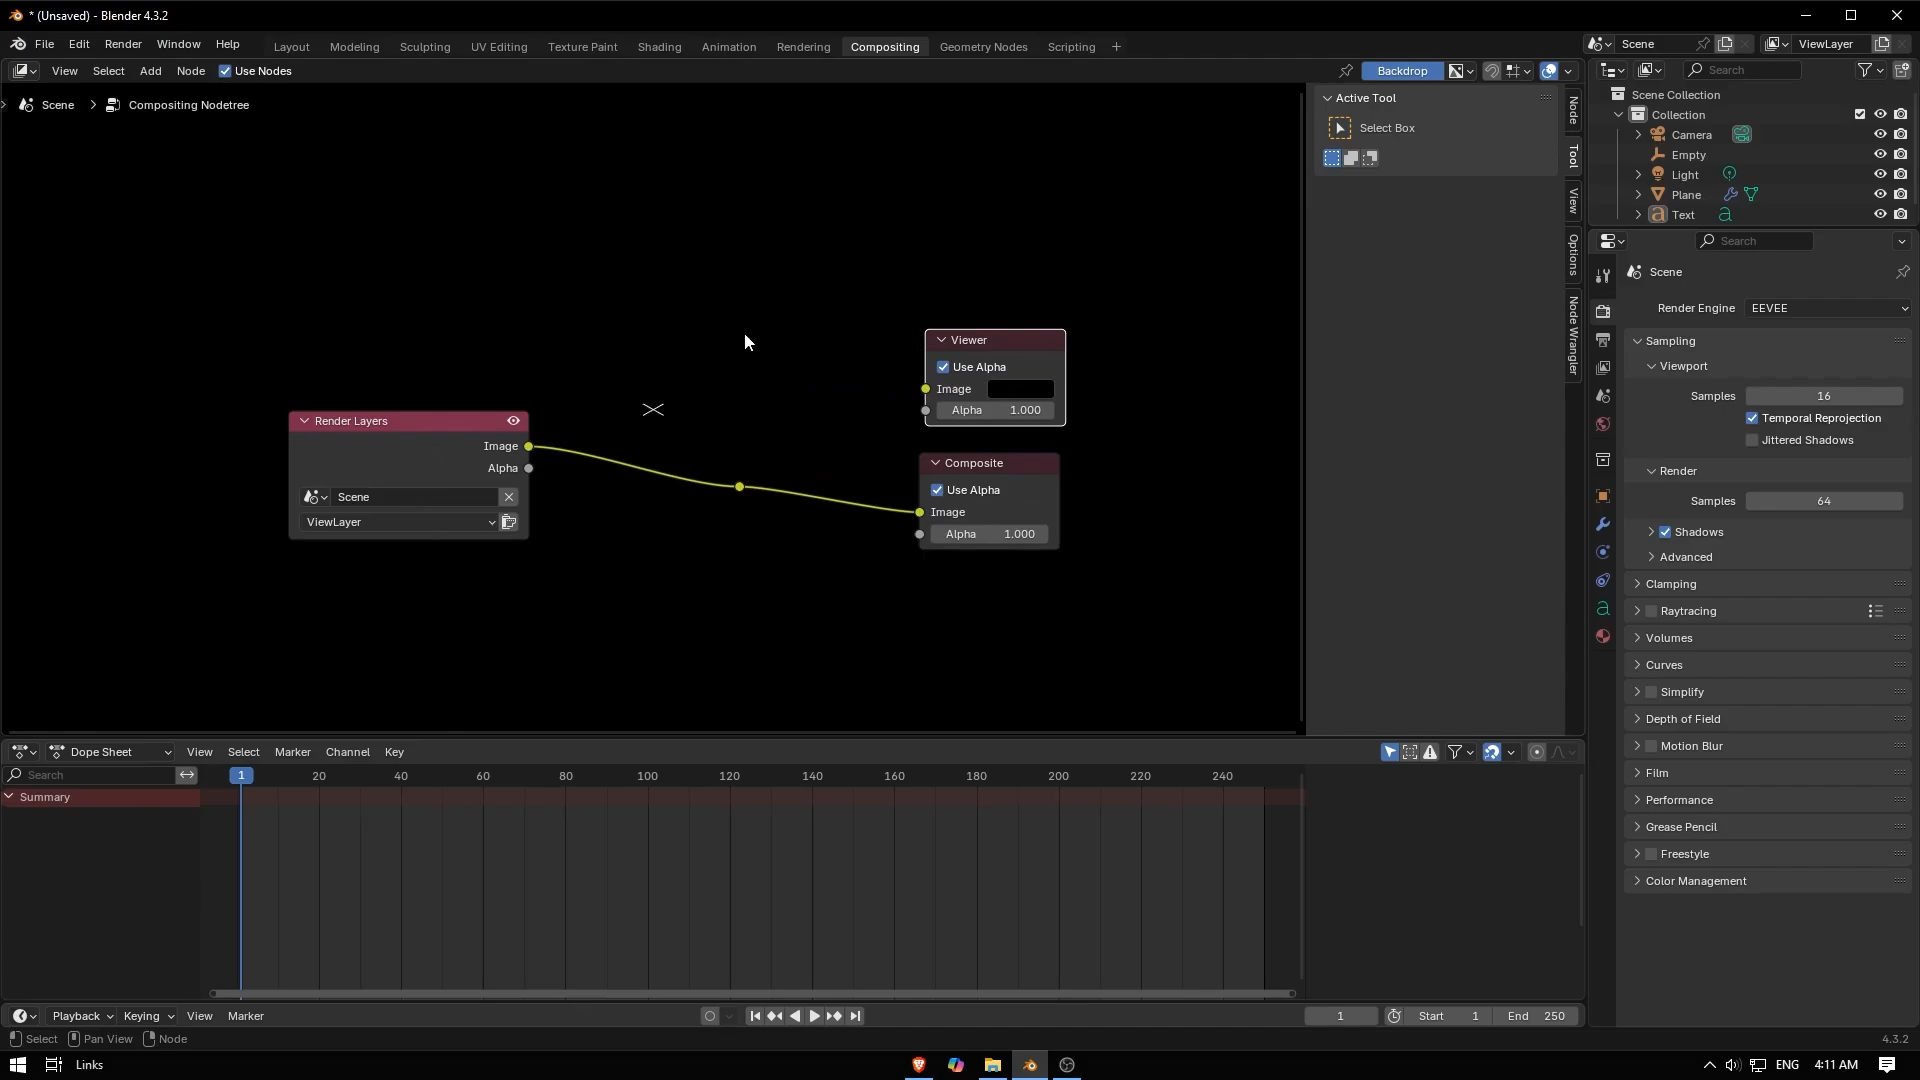 * (Unsaved) - Blender 4.3.2
File Edit Render Window Help Layout Modeling Sculpting UV Editing Texture Paint Shading Animation Rendering Compositing Geometry Nodes Scripting + Scene ViewLayer
View Select Add Node Use Nodes Backdrop Search
Scene > Compositing Nodetree
Active Tool
Select Box
Node
Tool
View
Options
Node Wrangler
Viewer
Use Alpha
Image
Alpha 1.000
Render Layers
Image
Alpha
Scene
ViewLayer
Composite
Use Alpha
Image
Alpha 1.000
Scene Collection
Collection
Camera
Empty
Light
Plane
Text
Search
Scene
Render Engine EEVEE
Sampling
Viewport
Samples 16
Temporal Reprojection
Jittered Shadows
Render
Samples 64
Shadows
Advanced
Clamping
Raytracing
Volumes
Curves
Simplify
Depth of Field
Motion Blur
Film
Performance
Grease Pencil
Freestyle
Color Management
Dope Sheet View Select Marker Channel Key
Search 1 20 40 60 80 100 120 140 160 180 200 220 240
Summary
Playback Keying View Marker 1 Start 1 End 250
Select Pan View Node 4.3.2
Links ENG 4:11 AM